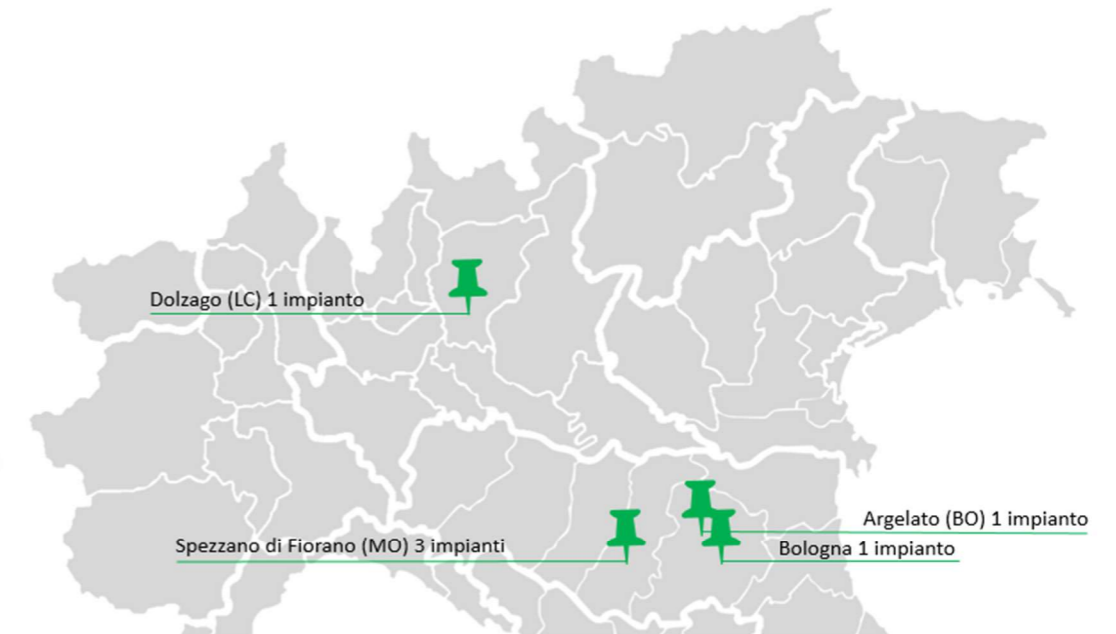 Dolzago (LC) 1 impianto
Argelato (BO) 1 impianto
Spezzano di Fiorano (MO) 3 impianti
Bologna 1 impianto